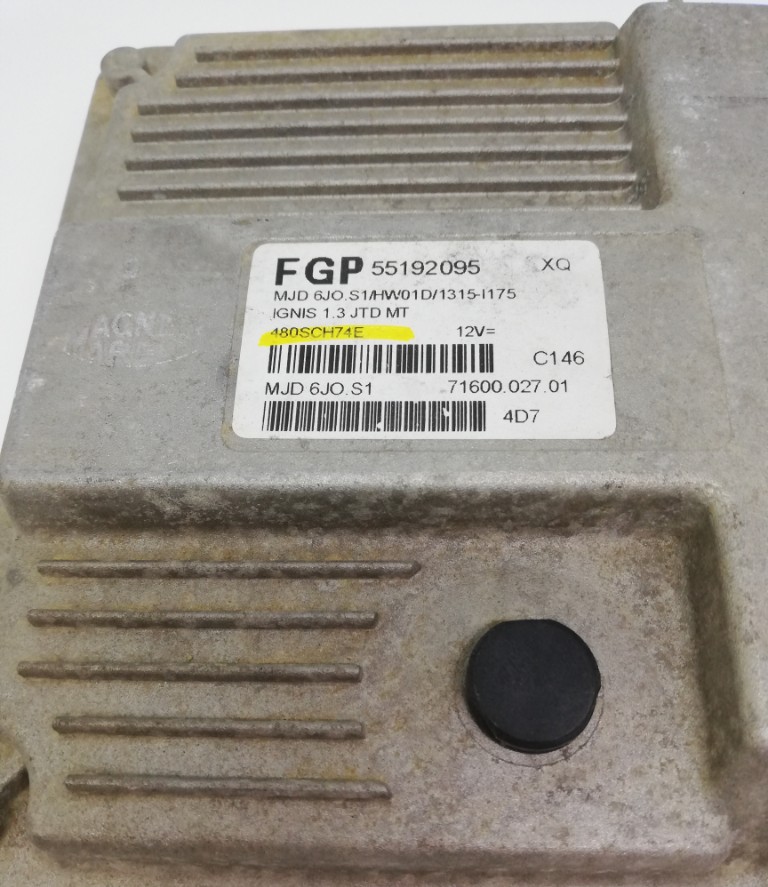 FGP 55192095 XQ
MJD 6JO.S1/HW01D/1315-I175
IGNIS 1.3 JTD MT
480SCH74E 12V=
C146
MJD 6JO.S1 71600.027.01
4D7